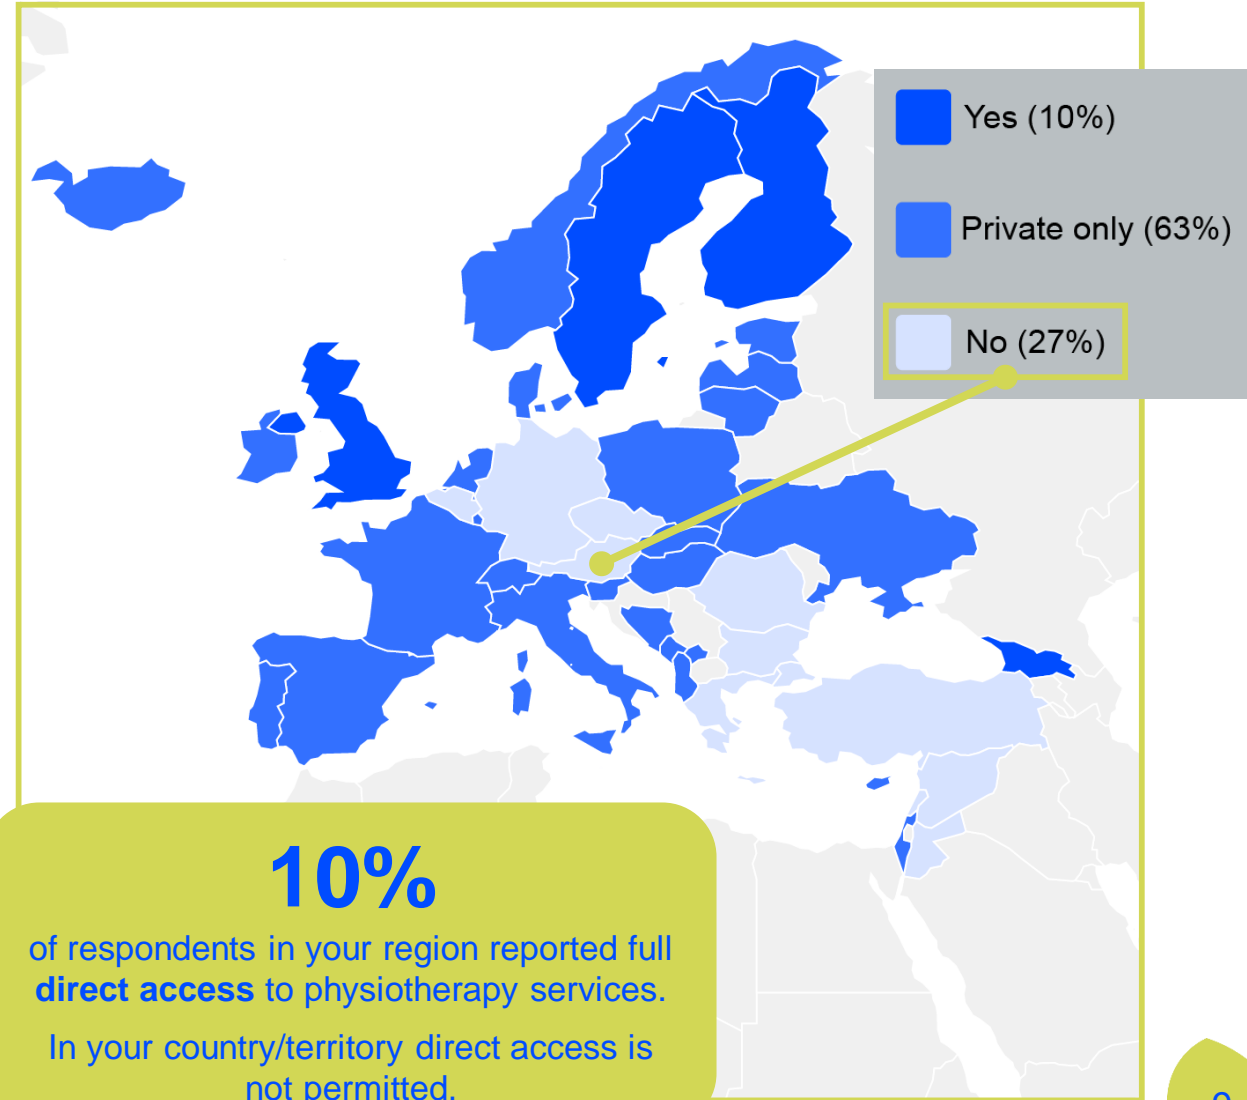 Yes (10%)
Private only (63%)
No (27%)
10%
of respondents in your region reported full
direct access to physiotherapy services.
In your country/territory direct access is
not permitted.